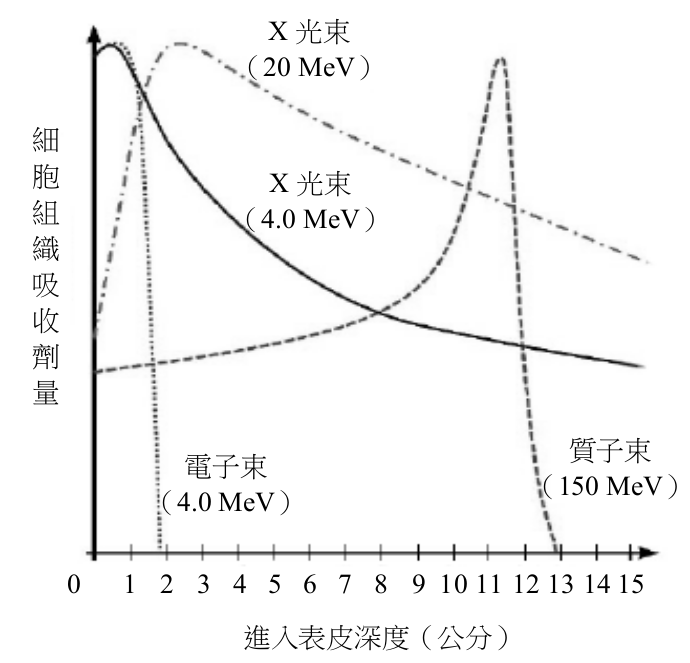 X 光束
（20 MeV）
細胞組織吸收劑量
X 光束
（4.0 MeV）
電子束
（4.0 MeV）
質子束
（150 MeV）
0 1 2 3 4 5 6 7 8 9 10 11 12 13 14 15
進入表皮深度（公分）